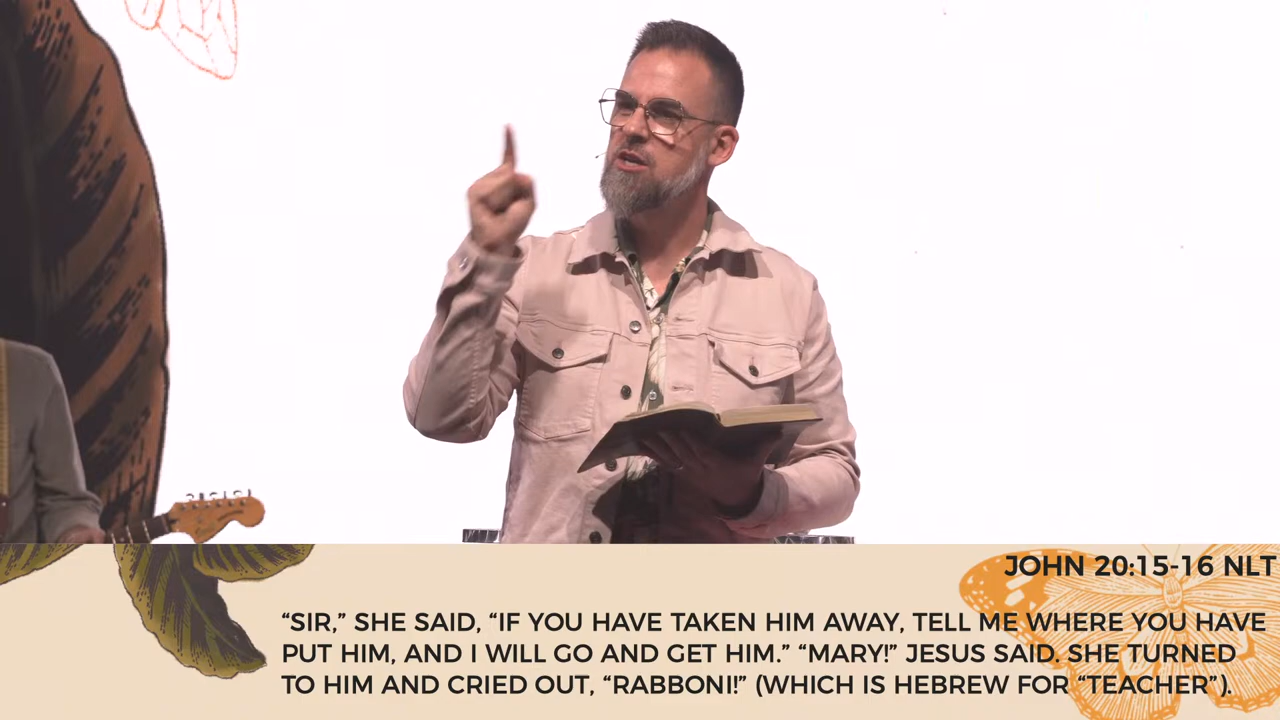 JOHN 20:15-16 NLT
“SIR,” SHE SAID, “IF YOU HAVE TAKEN HIM AWAY, TELL ME WHERE YOU HAVE
PUT HIM, AND I WILL GO AND GET HIM.” “MARY!” JESUS SAID. SHE TURNED
TO HIM AND CRIED OUT, “RABBONI!” (WHICH IS HEBREW FOR “TEACHER”).